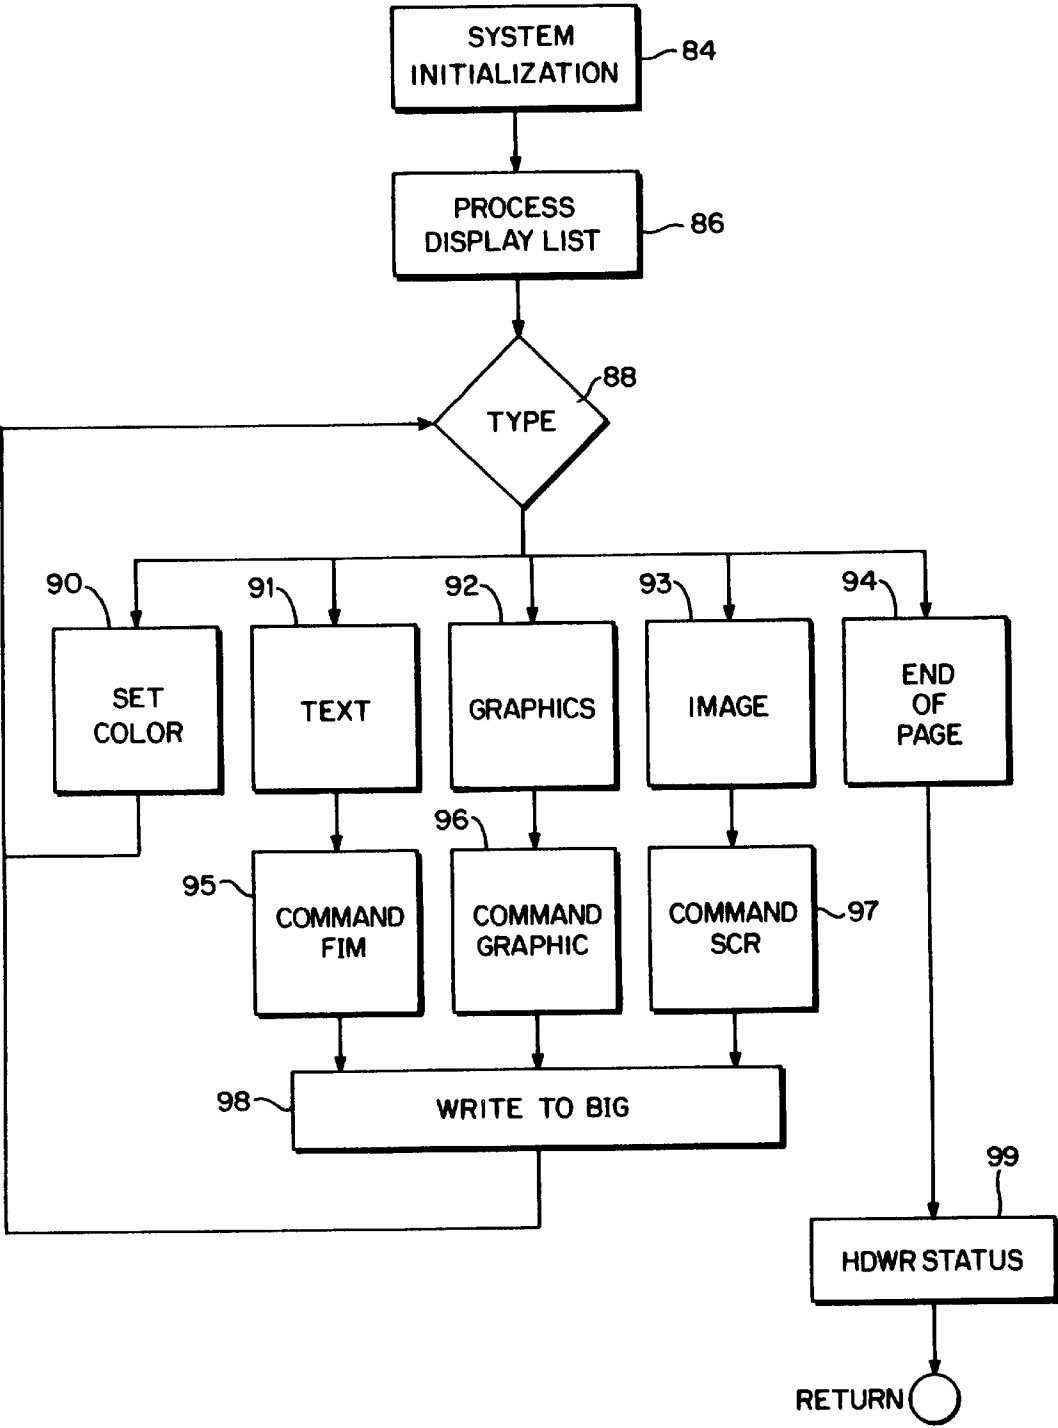 SYSTEM
INITIALIZATION
84
PROCESS
DISPLAY LIST
86
88
TYPE
90
91
92
93
94
SET
COLOR
TEXT
GRAPHICS
IMAGE
END
OF
PAGE
95
96
97
COMMAND
FIM
COMMAND
GRAPHIC
COMMAND
SCR
98
WRITE TO BIG
99
HDWR STATUS
RETURN